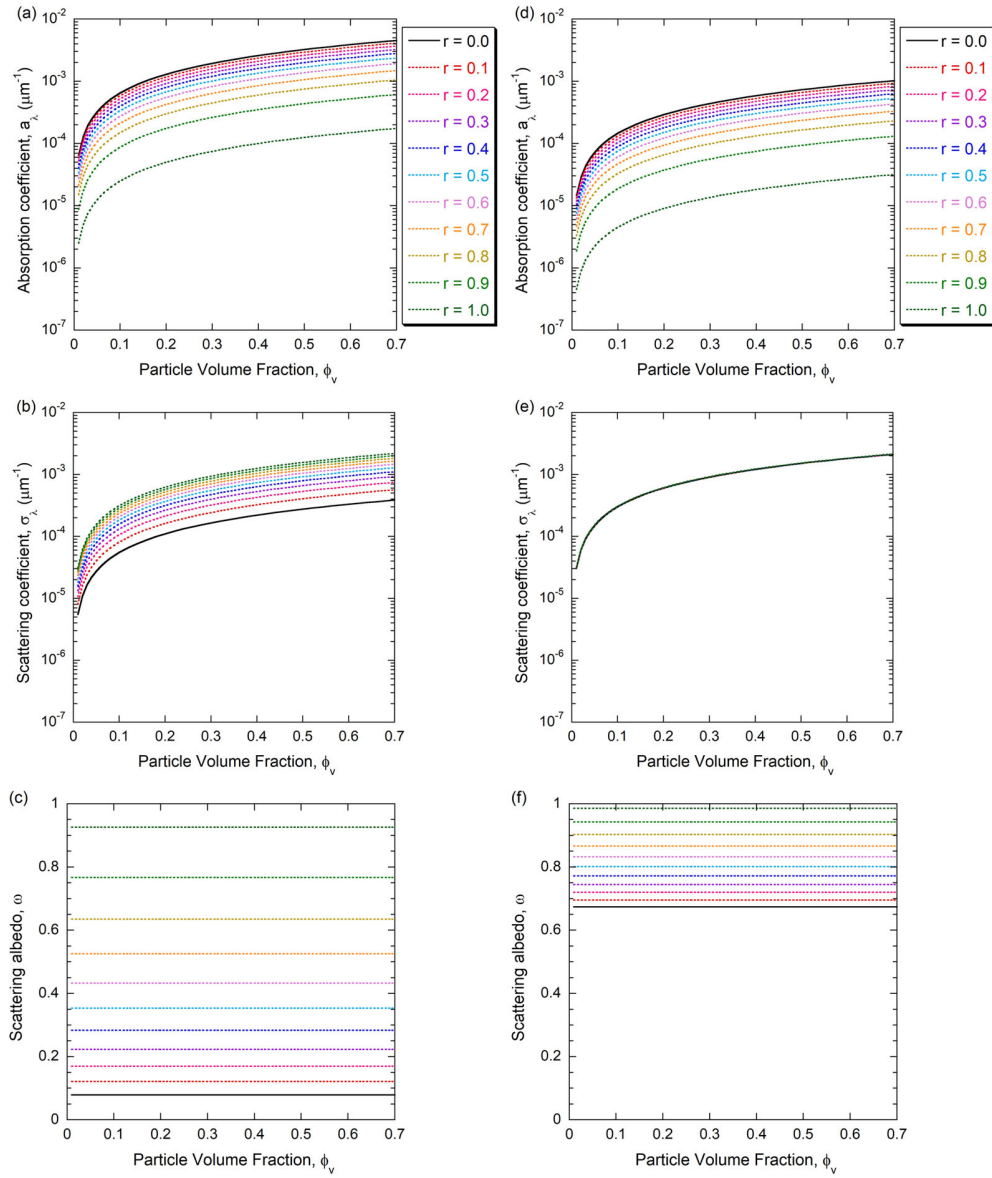 (a)
Absorption coefficient, a_λ (μm⁻¹)
10⁻²
10⁻³
10⁻⁴
10⁻⁵
10⁻⁶
10⁻⁷
0 0.1 0.2 0.3 0.4 0.5 0.6 0.7
Particle Volume Fraction, ϕ_v
r = 0.0
r = 0.1
r = 0.2
r = 0.3
r = 0.4
r = 0.5
r = 0.6
r = 0.7
r = 0.8
r = 0.9
r = 1.0
(d)
Absorption coefficient, a_λ (μm⁻¹)
10⁻²
10⁻³
10⁻⁴
10⁻⁵
10⁻⁶
10⁻⁷
0 0.1 0.2 0.3 0.4 0.5 0.6 0.7
Particle Volume Fraction, ϕ_v
r = 0.0
r = 0.1
r = 0.2
r = 0.3
r = 0.4
r = 0.5
r = 0.6
r = 0.7
r = 0.8
r = 0.9
r = 1.0
(b)
Scattering coefficient, σ_λ (μm⁻¹)
10⁻²
10⁻³
10⁻⁴
10⁻⁵
10⁻⁶
10⁻⁷
0 0.1 0.2 0.3 0.4 0.5 0.6 0.7
Particle Volume Fraction, ϕ_v
(e)
Scattering coefficient, σ_λ (μm⁻¹)
10⁻²
10⁻³
10⁻⁴
10⁻⁵
10⁻⁶
10⁻⁷
0 0.1 0.2 0.3 0.4 0.5 0.6 0.7
Particle Volume Fraction, ϕ_v
(c)
Scattering albedo, ω
1
0.8
0.6
0.4
0.2
0
0 0.1 0.2 0.3 0.4 0.5 0.6 0.7
Particle Volume Fraction, ϕ_v
(f)
Scattering albedo, ω
1
0.8
0.6
0.4
0.2
0
0 0.1 0.2 0.3 0.4 0.5 0.6 0.7
Particle Volume Fraction, ϕ_v